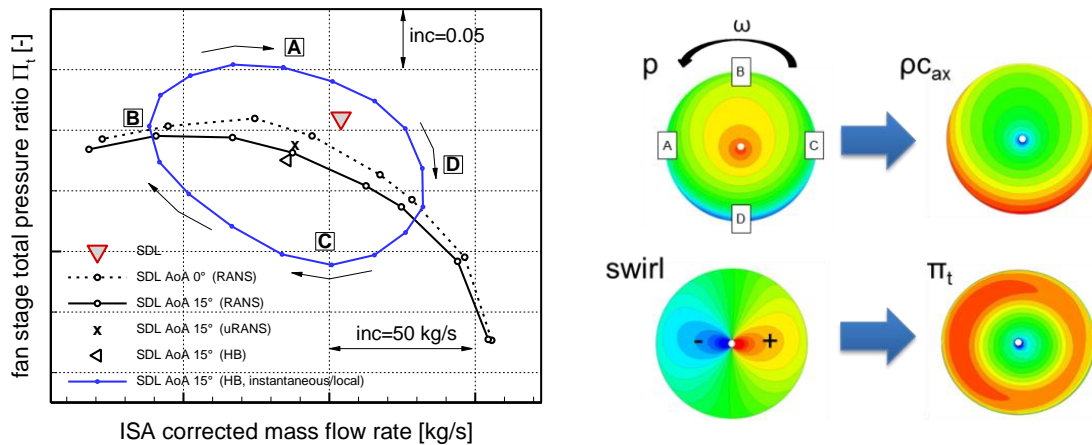 fan stage total pressure ratio Π_t [-]
inc=0.05
A
B
D
C
SDL
SDL AoA 0° (RANS)
SDL AoA 15° (RANS)
x SDL AoA 15° (uRANS)
SDL AoA 15° (HB)
SDL AoA 15° (HB, instantaneous/local)
inc=50 kg/s
ISA corrected mass flow rate [kg/s]
ω
p
B
A
C
D
ρc_ax
swirl
- +
π_t